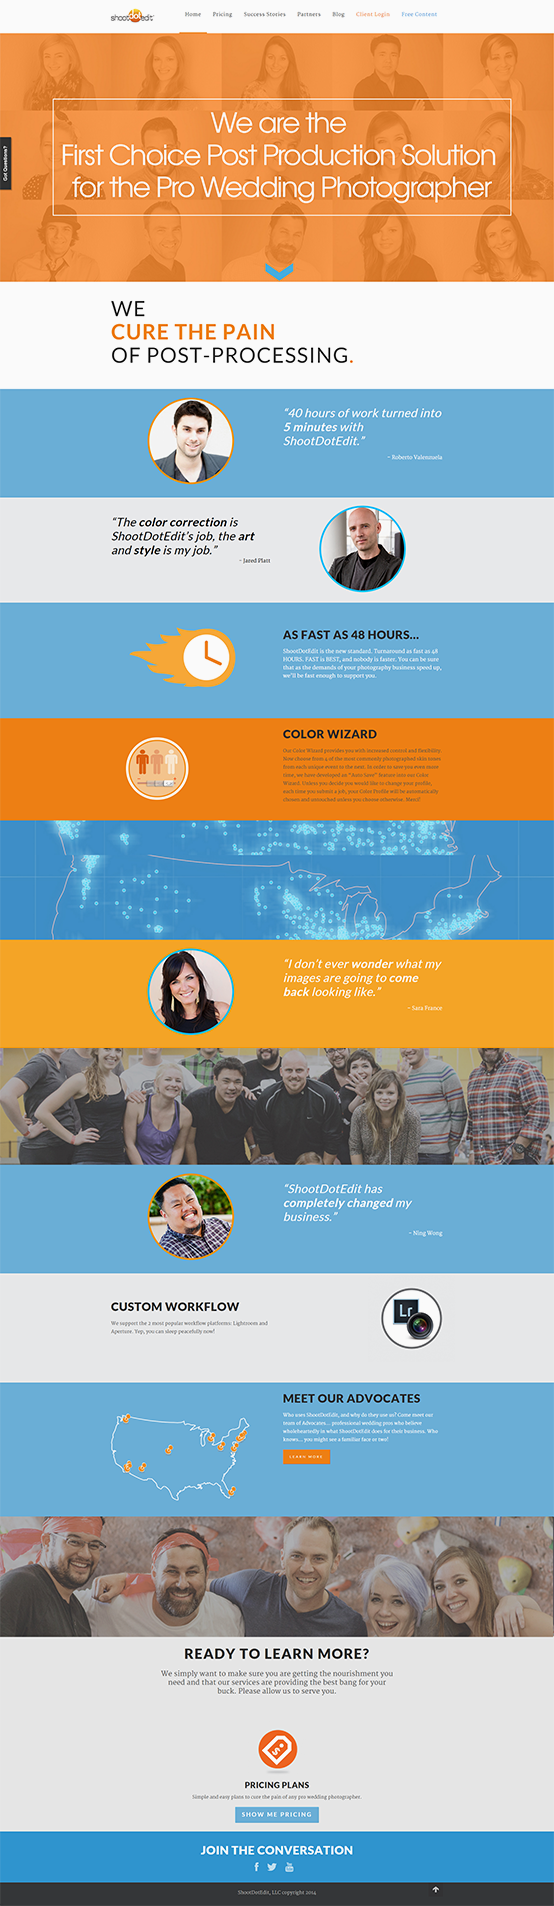 shootdotedit
Home Pricing Success Stories Partners Blog Client Login Free Content
Got Questions?
We are the
First Choice Post Production Solution
for the Pro Wedding Photographer
WE
CURE THE PAIN
OF POST-PROCESSING.
“40 hours of work turned into
5 minutes with
ShootDotEdit.”
~ Roberto Valenzuela
“The color correction is
ShootDotEdit’s job, the art
and style is my job.”
~ Jared Platt
AS FAST AS 48 HOURS...
ShootDotEdit is the new standard. Turnaround as fast as 48
HOURS. FAST is BEST, and nobody is faster. You can be sure
that as the demands of your photography business speed up,
we’ll be fast enough to support you.
COLOR WIZARD
Our Color Wizard provides you with increased control and flexibility.
Now choose from 4 of the most commonly photographed skin tones
from each unique event to the next. In order to save you even more
time, we have developed an “Auto Save” feature into our Color
Wizard. Unless you decide you would like to change your profile,
each time you submit a job, your Color Profile will be automatically
chosen and untouched unless you choose otherwise.
“I don’t ever wonder what my
images are going to come
back looking like.”
~ Sara France
“ShootDotEdit has
completely changed my
business.”
~ Ning Wong
CUSTOM WORKFLOW
We support the 2 most popular workflow platforms: Lightroom and
Aperture. Yep, you can sleep peacefully now!
Lr
MEET OUR ADVOCATES
Who uses ShootDotEdit, and why do they use us? Come meet our
team of Advocates... professional wedding pros who believe
wholeheartedly in what ShootDotEdit does for their business. Who
knows... you might see a familiar face or two!
LEARN MORE
READY TO LEARN MORE?
We simply want to make sure you are getting the nourishment you
need and that our services are providing the best bang for your
buck. Please allow us to serve you.
$
PRICING PLANS
Simple and easy plans to cure the pain of any pro wedding photographer.
SHOW ME PRICING
JOIN THE CONVERSATION
ShootDotEdit, LLC copyright 2014